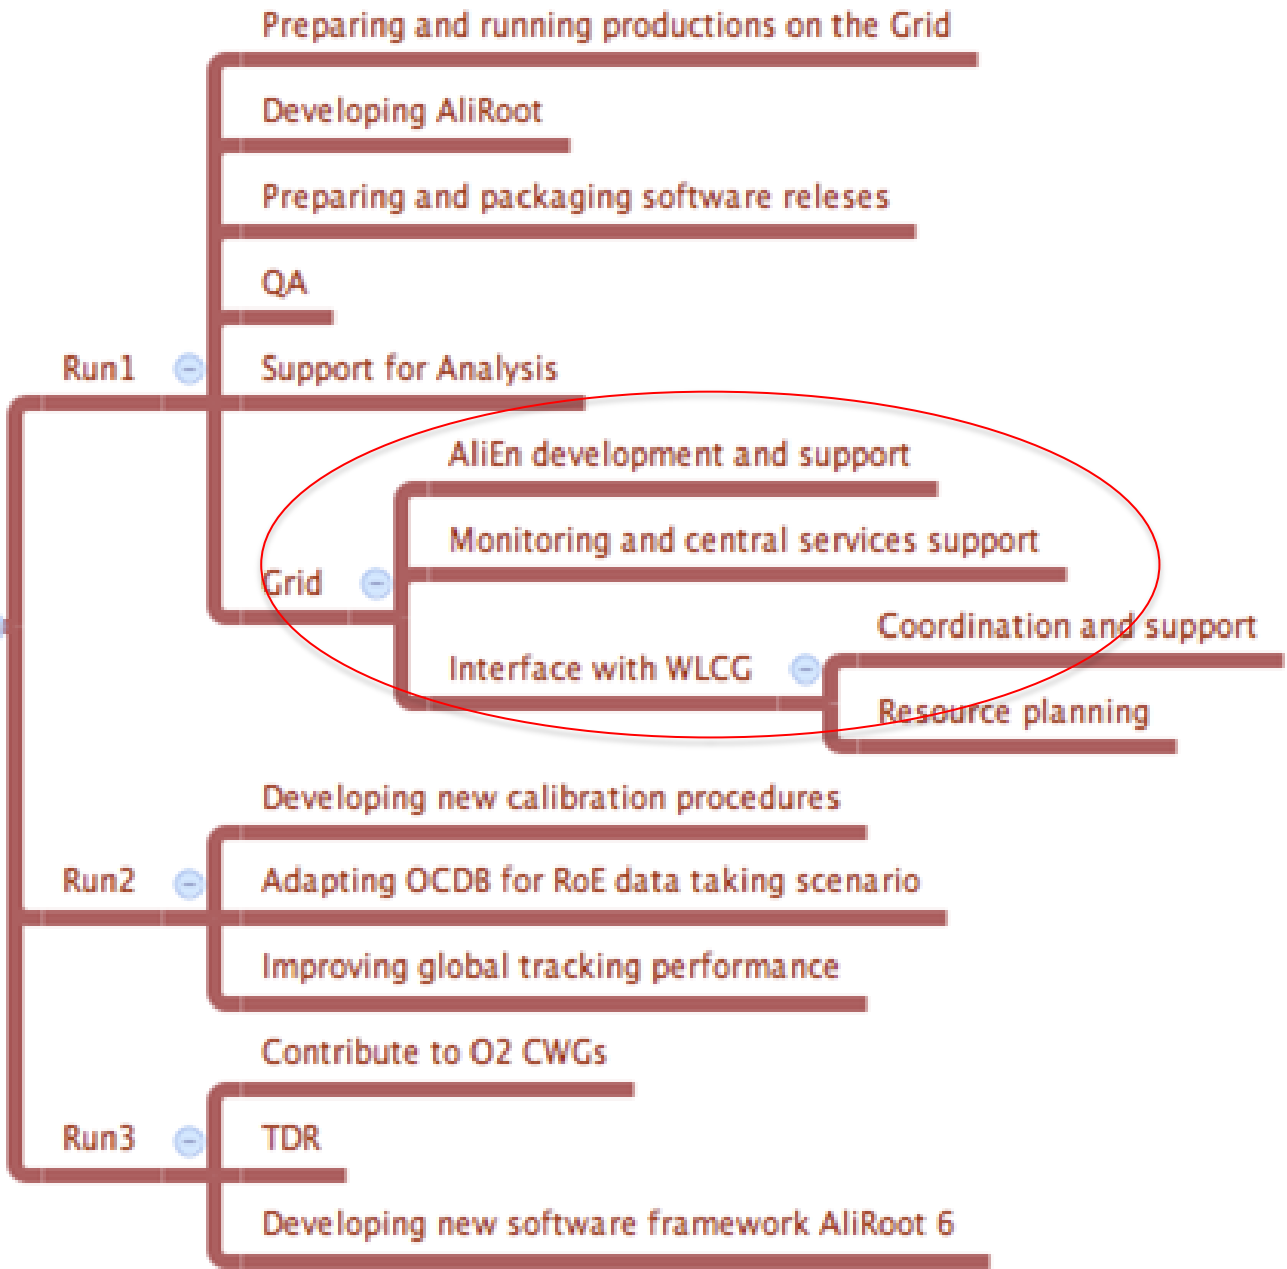 Preparing and running productions on the Grid
Developing AliRoot
Preparing and packaging software releses
QA
Run1
Support for Analysis
AliEn development and support
Monitoring and central services support
Grid
Coordination and support
Interface with WLCG
Resource planning
Developing new calibration procedures
Run2
Adapting OCDB for RoE data taking scenario
Improving global tracking performance
Contribute to O2 CWGs
Run3
TDR
Developing new software framework AliRoot 6